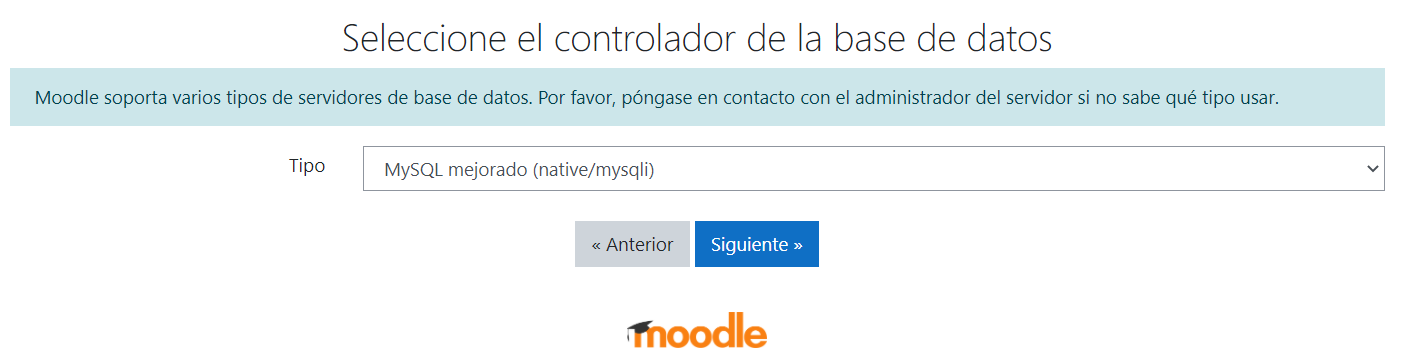 Seleccione el controlador de la base de datos
Moodle soporta varios tipos de servidores de base de datos. Por favor, póngase en contacto con el administrador del servidor si no sabe qué tipo usar.
Tipo
MySQL mejorado (native/mysqli)
« Anterior
Siguiente »
moodle